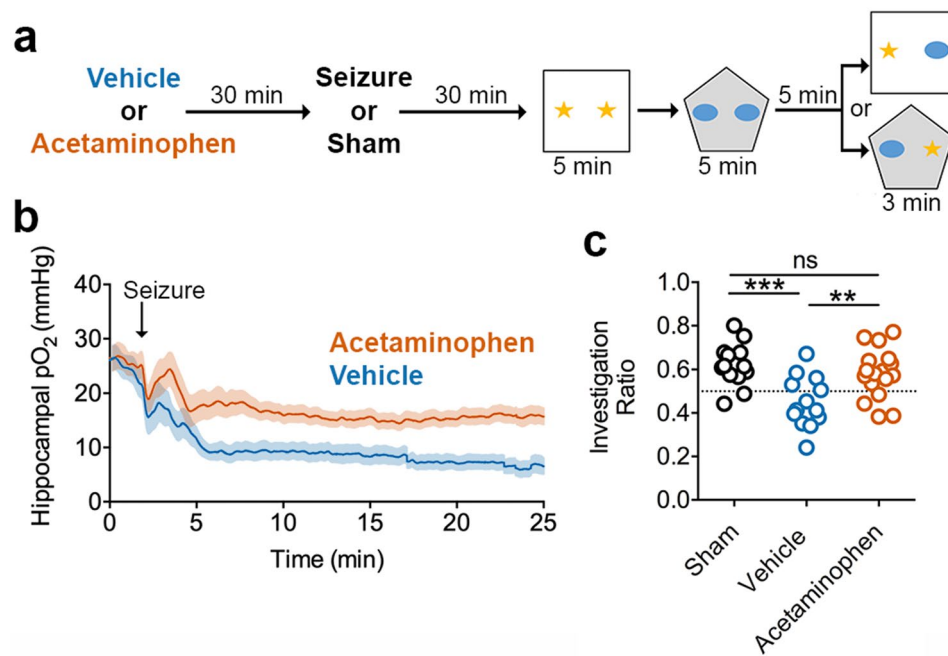 a
Vehicle
or
Acetaminophen
30 min
Seizure
or
Sham
30 min
5 min
5 min
5 min
or
3 min
b
Hippocampal pO₂ (mmHg)
40
30
20
10
0
Seizure
Acetaminophen
Vehicle
0 5 10 15 20 25
Time (min)
c
Investigation
Ratio
1.0
0.8
0.6
0.4
0.2
0.0
ns
*** **
Sham
Vehicle
Acetaminophen